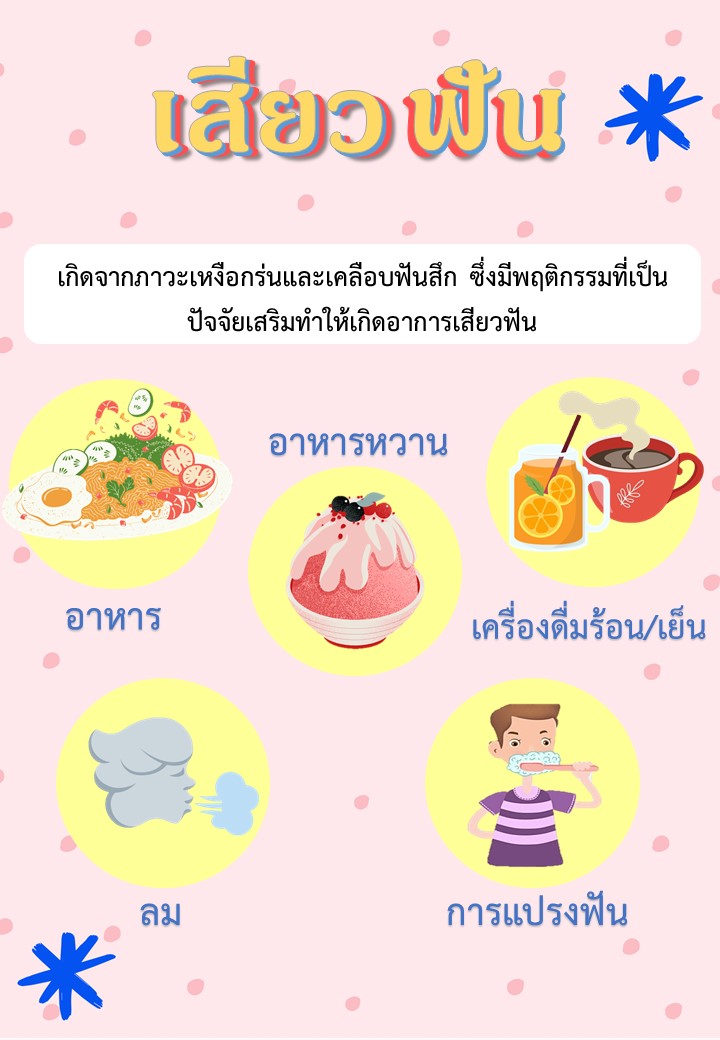 เสียวฟัน
เกิดจากภาวะเหงือกร่นและเคลือบฟันสึก ซึ่งมีพฤติกรรมที่เป็น
ปัจจัยเสริมทำให้เกิดอาการเสียวฟัน
อาหาร
อาหารหวาน
เครื่องดื่มร้อน/เย็น
ลม
การแปรงฟัน